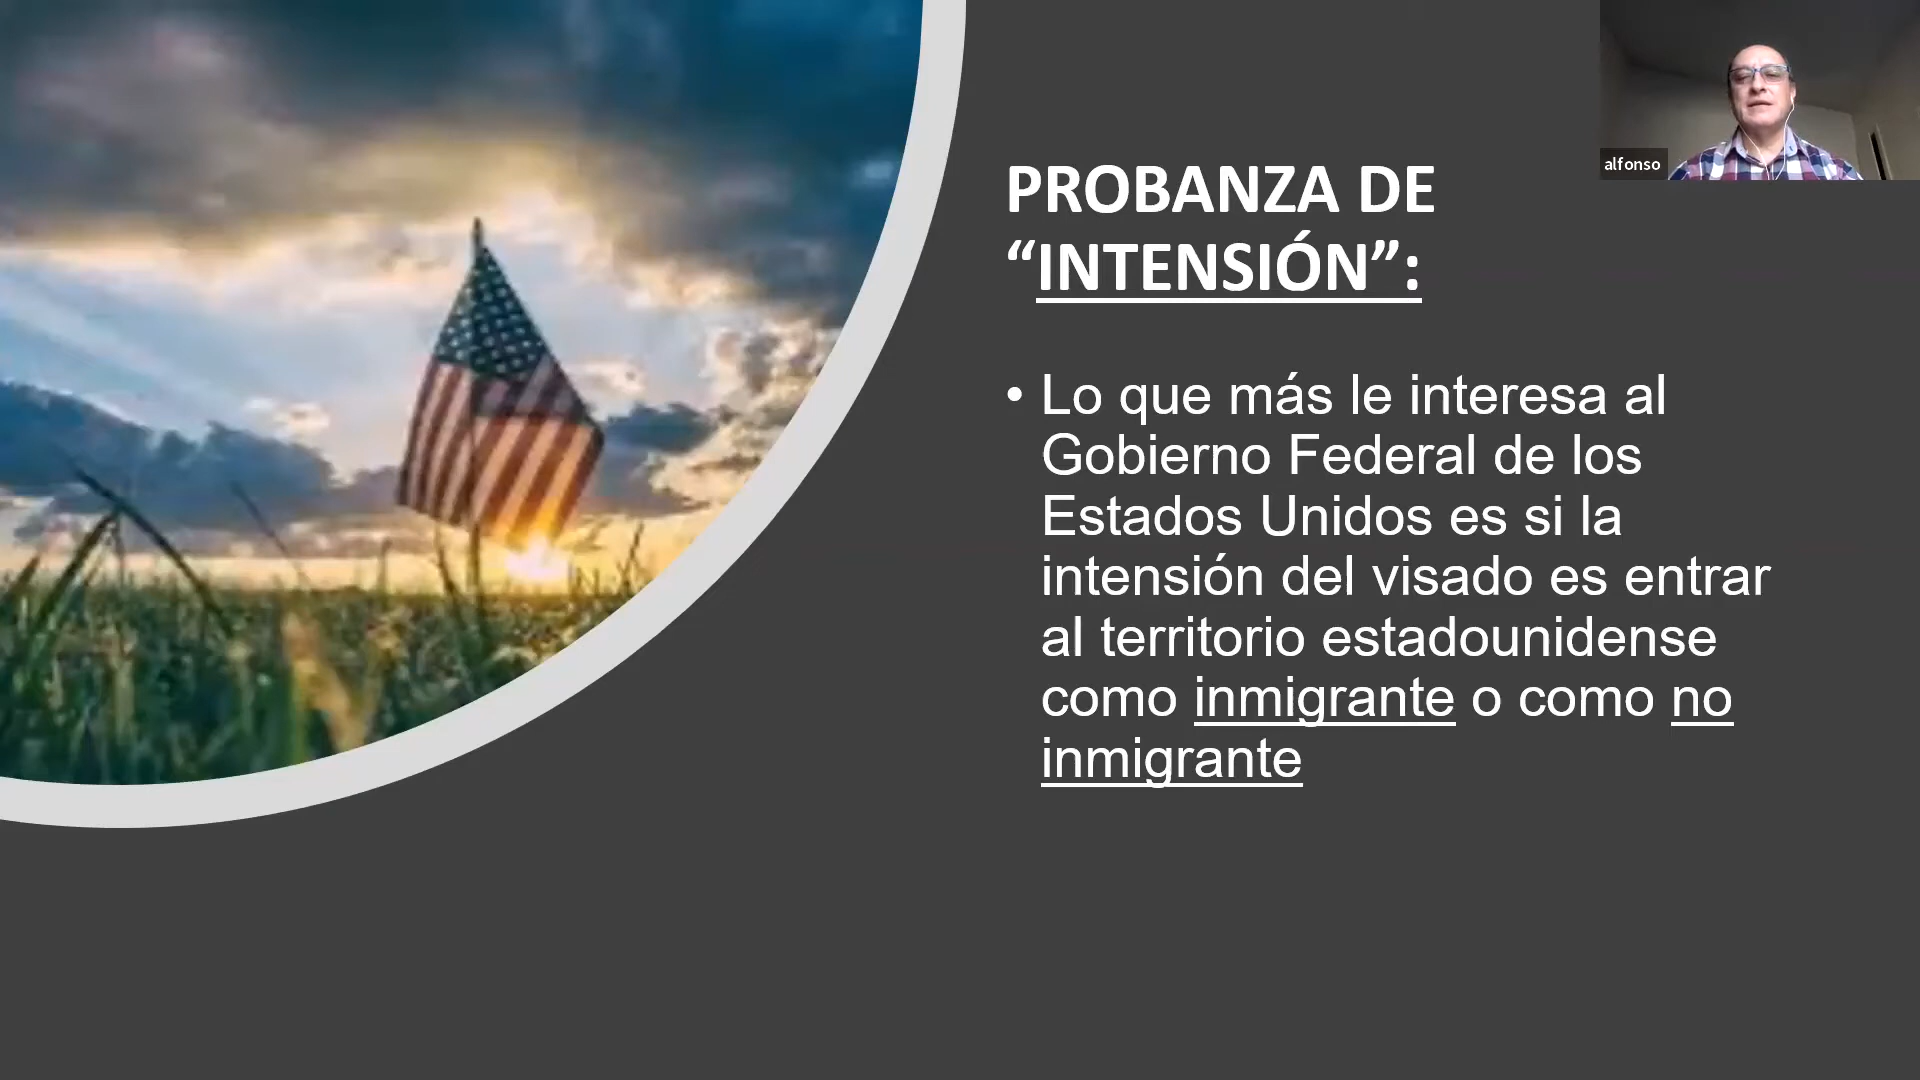 alfonso
PROBANZA DE
“INTENSIÓN”:
• Lo que más le interesa al
Gobierno Federal de los
Estados Unidos es si la
intensión del visado es entrar
al territorio estadounidense
como inmigrante o como no
inmigrante